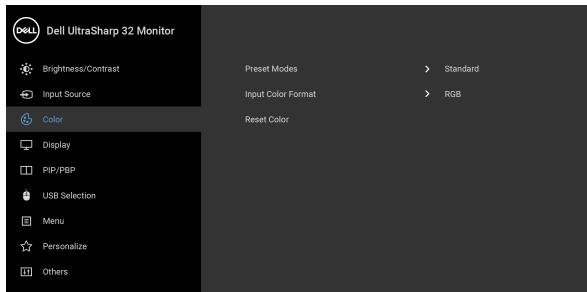 DELL Dell UltraSharp 32 Monitor
Brightness/Contrast
Input Source
Color
Display
PIP/PBP
USB Selection
Menu
Personalize
Others
Preset Modes > Standard
Input Color Format > RGB
Reset Color